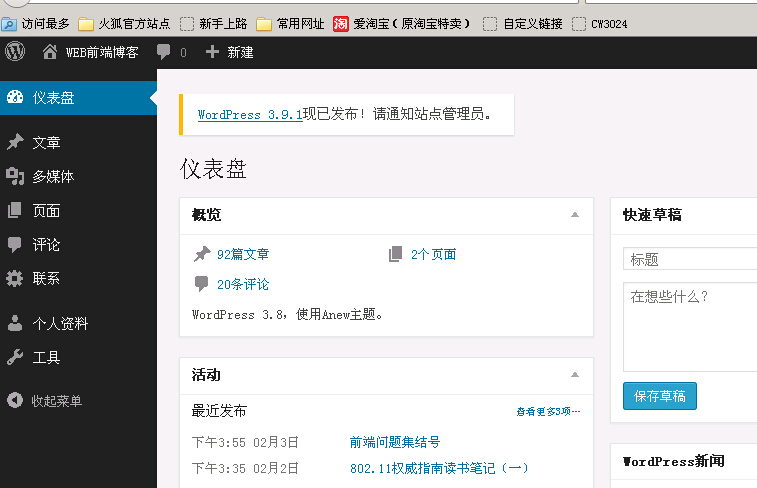 访问最多 火狐官方站点 新手上路 常用网址 淘 爱淘宝（原淘宝特卖） 自定义链接 CW3024
WEB前端博客 0 新建
仪表盘
文章
多媒体
页面
评论
联系
个人资料
工具
收起菜单
WordPress 3.9.1现已发布！请通知站点管理员。
仪表盘
概览
92篇文章 2个页面
20条评论
WordPress 3.8，使用Anew主题。
活动
最近发布 查看更多3项…
下午3:55 02月3日 前端问题集结号
下午3:35 02月2日 802.11权威指南读书笔记（一）
快速草稿
标题
在想些什么？
保存草稿
WordPress新闻